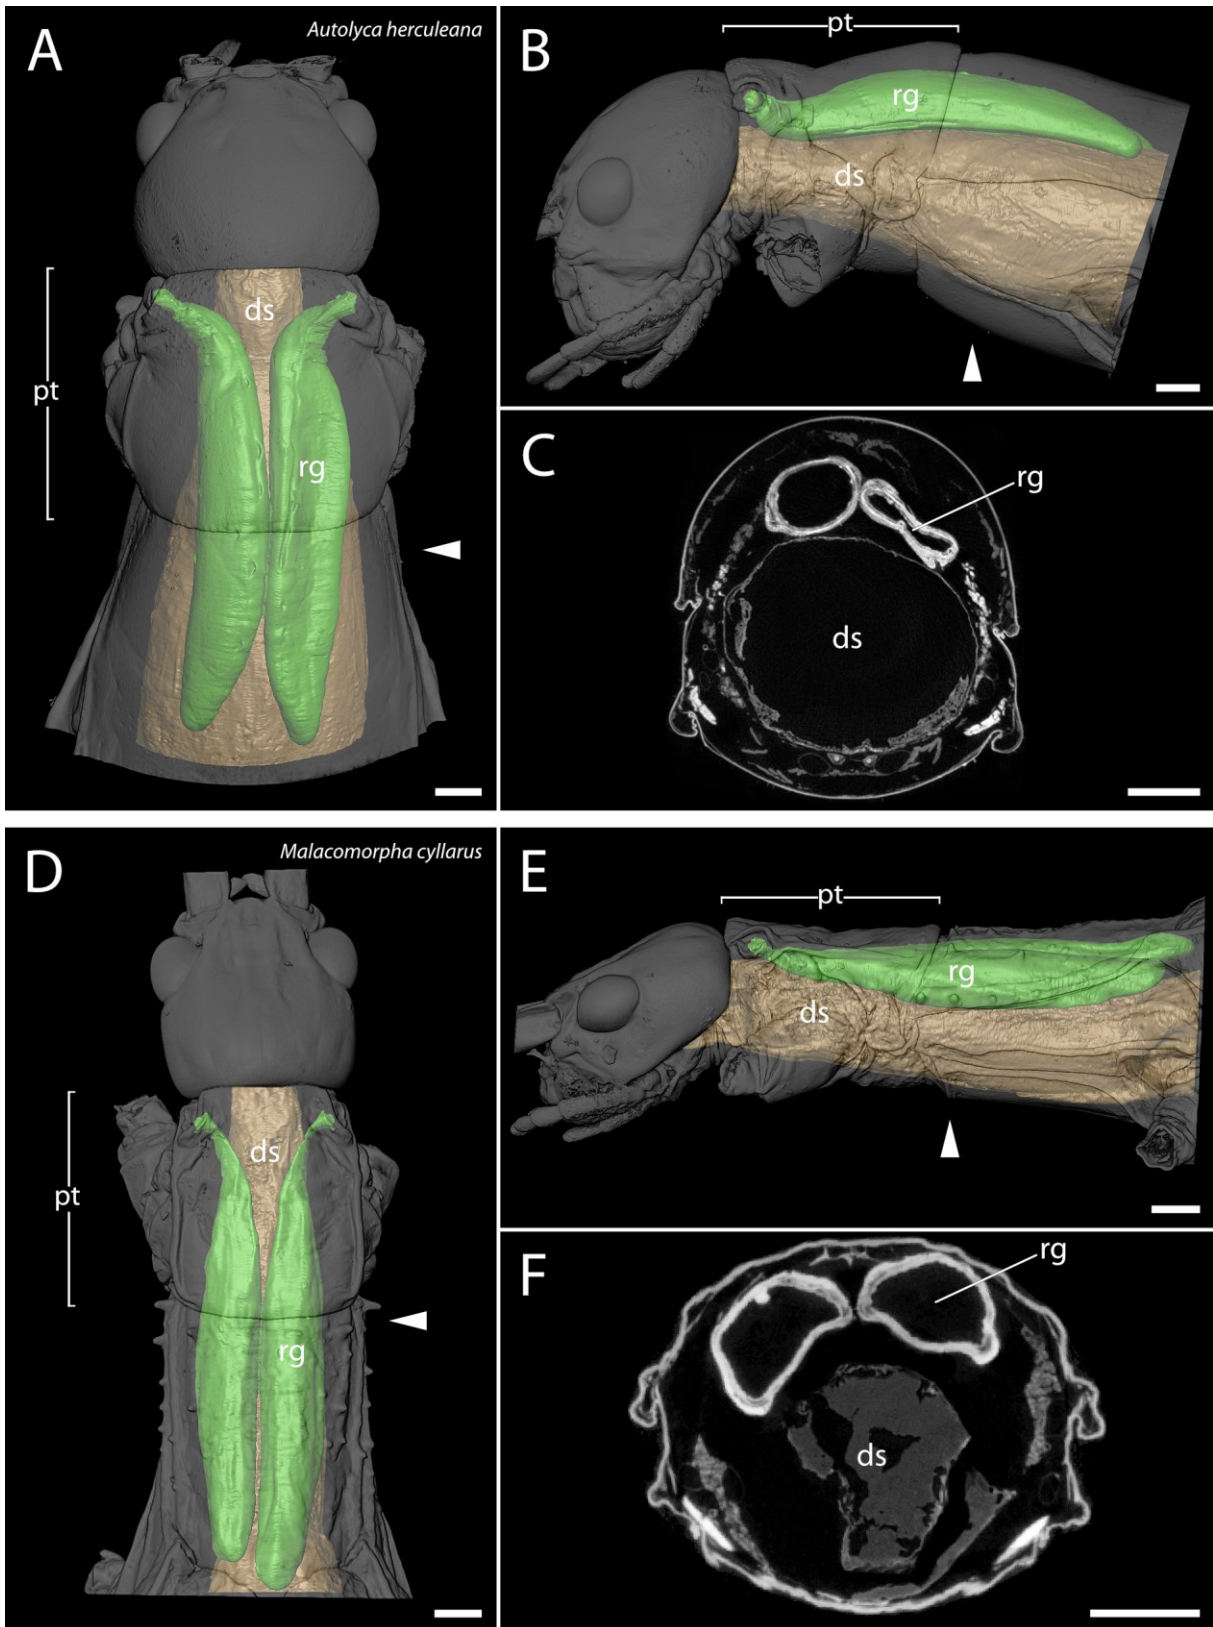 A
Autolyca herculeana
ds
pt
rg
B
pt
rg
ds
C
rg
ds
D
Malacomorpha cyllarus
ds
pt
rg
E
pt
rg
ds
F
rg
ds